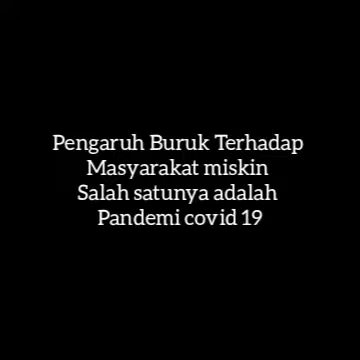 Pengaruh Buruk Terhadap
Masyarakat miskin
Salah satunya adalah
Pandemi covid 19